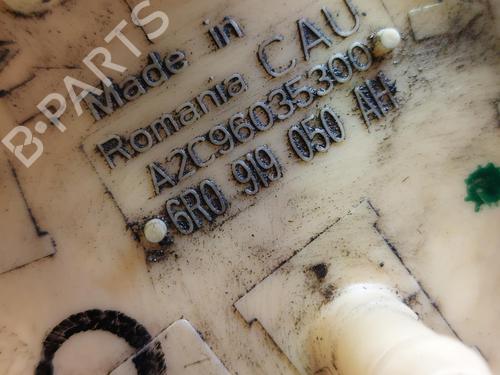 B-PARTS
Made in
Romania CAU
A2C96035300
6R0 919 050 AH